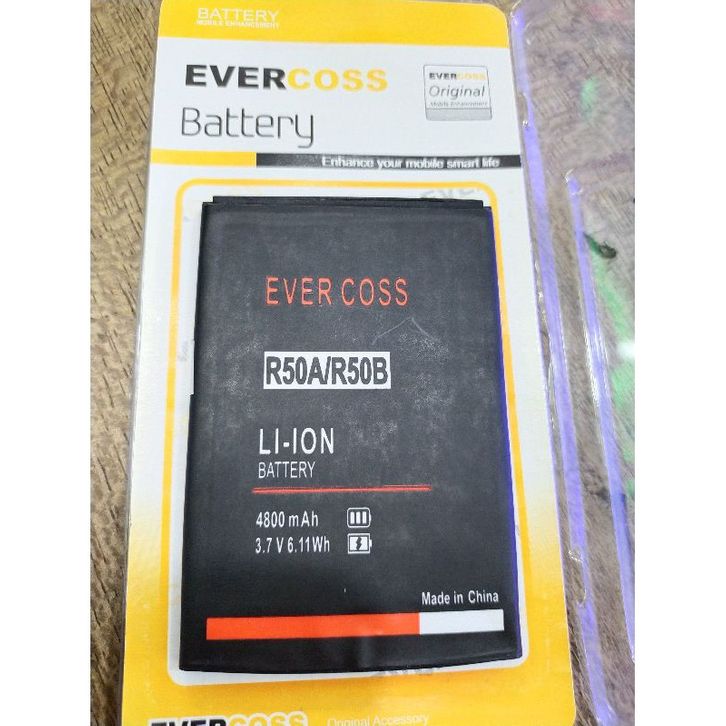 BATTERY
MOBILE ENHANCEMENT
EVERCOSS
Battery
EVERCOSS
Original
Mobile Enhancement
Enhance your mobile smart life
EVER COSS
R50A/R50B
LI-ION
BATTERY
4800 mAh
3.7 V 6.11Wh
Made in China
EVERCOSS
Original Accessory